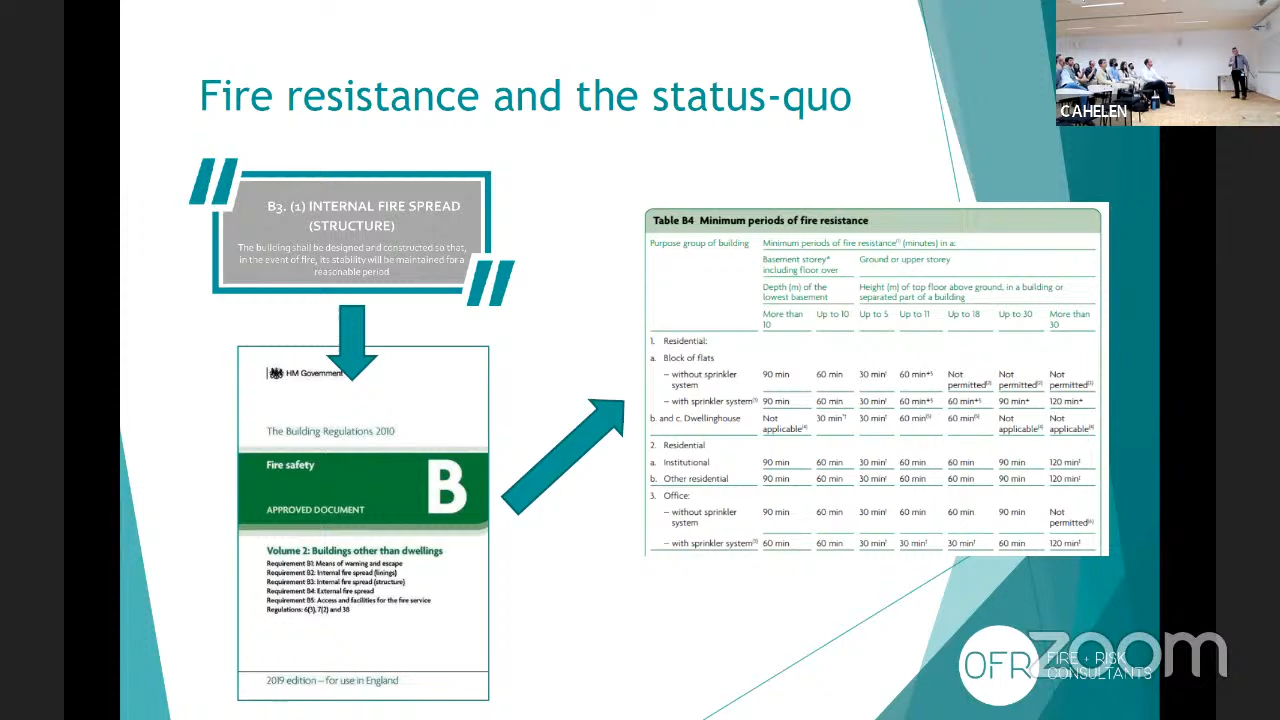 Fire resistance and the status-quo
CAHELEN
B3. (1) INTERNAL FIRE SPREAD
(STRUCTURE)
The building shall be designed and constructed so that,
in the event of fire, its stability will be maintained for a
reasonable period
HM Government
The Building Regulations 2010
Fire safety
B
APPROVED DOCUMENT
Volume 2: Buildings other than dwellings
Requirement B1: Means of warning and escape
Requirement B2: Internal fire spread (linings)
Requirement B3: Internal fire spread (structure)
Requirement B4: External fire spread
Requirement B5: Access and facilities for the fire service
Regulations: 6(3), 7(2) and 38
2019 edition – for use in England
Table B4 Minimum periods of fire resistance
Purpose group of building Minimum periods of fire resistance(1) (minutes) in a:
Basement storey* Ground or upper storey
including floor over
Depth (m) of the Height (m) of top floor above ground, in a building or
lowest basement separated part of a building
More than Up to 10 Up to 5 Up to 11 Up to 18 Up to 30 More than
10 30
1. Residential:
a. Block of flats
– without sprinkler 90 min 60 min 30 min† 60 min Not Not Not
system permitted(2) permitted(2) permitted(2)
– with sprinkler system 90 min 60 min 30 min† 60 min 60 min 90 min 120 min
b. and c. Dwellinghouse Not 30 min 30 min† 60 min 60 min Not Not
applicable(4) applicable(4) applicable(4)
2. Residential
a. Institutional 90 min 60 min 30 min† 60 min 60 min 90 min 120 min‡
b. Other residential 90 min 60 min 30 min† 60 min 60 min 90 min 120 min‡
3. Office:
– without sprinkler 90 min 60 min 30 min† 60 min 60 min 90 min Not
system permitted(6)
– with sprinkler system 60 min 60 min 30 min† 30 min† 30 min† 60 min 120 min‡
OFR FIRE + RISK
CONSULTANTS
zoom